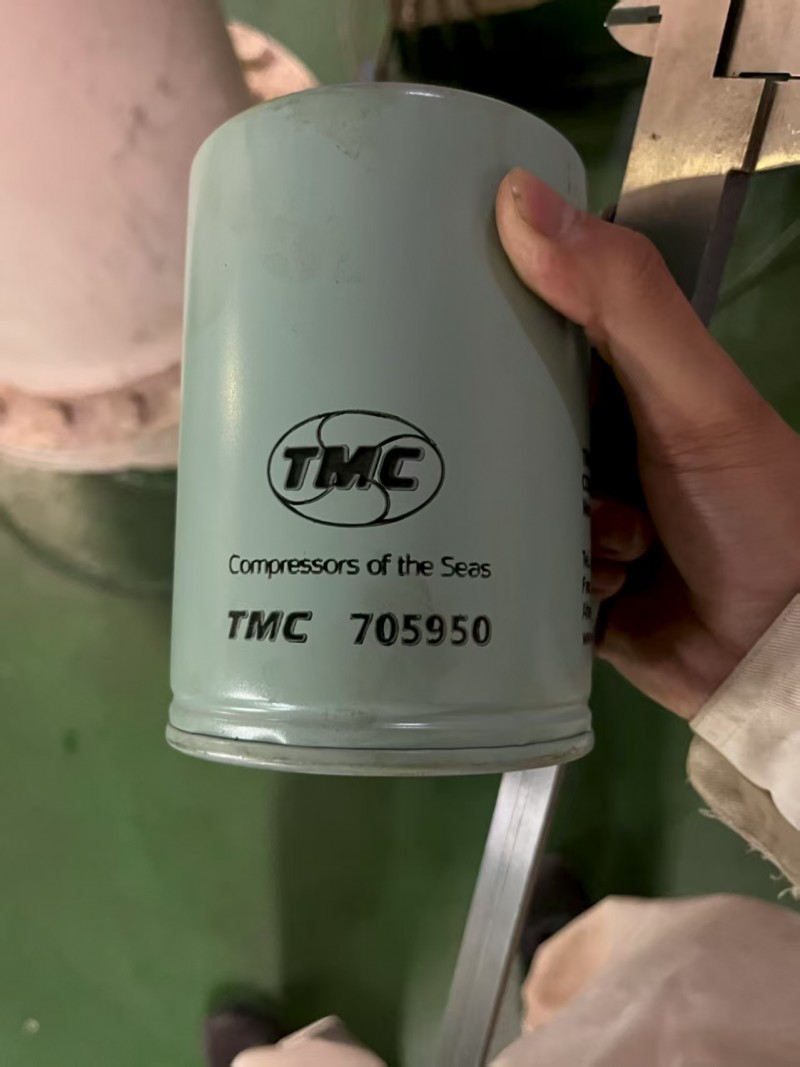 TMC
Compressors of the Seas
TMC 705950